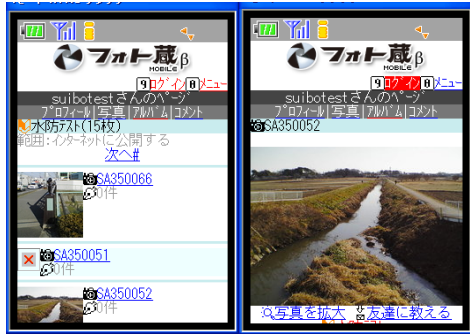 フォト蔵β
MOBILE
9ログイン0メニュー
suibotestさんのページ
プロフィール|写真|アルバム|コメント
水防テスト(15枚)
範囲:インターネットに公開する
次へ#
SA350066
0件
SA350051
0件
SA350052
0件
フォト蔵β
MOBILE
9ログイン0メニュー
suibotestさんのページ
プロフィール|写真|アルバム|コメント
SA350052
写真を拡大 友達に教える